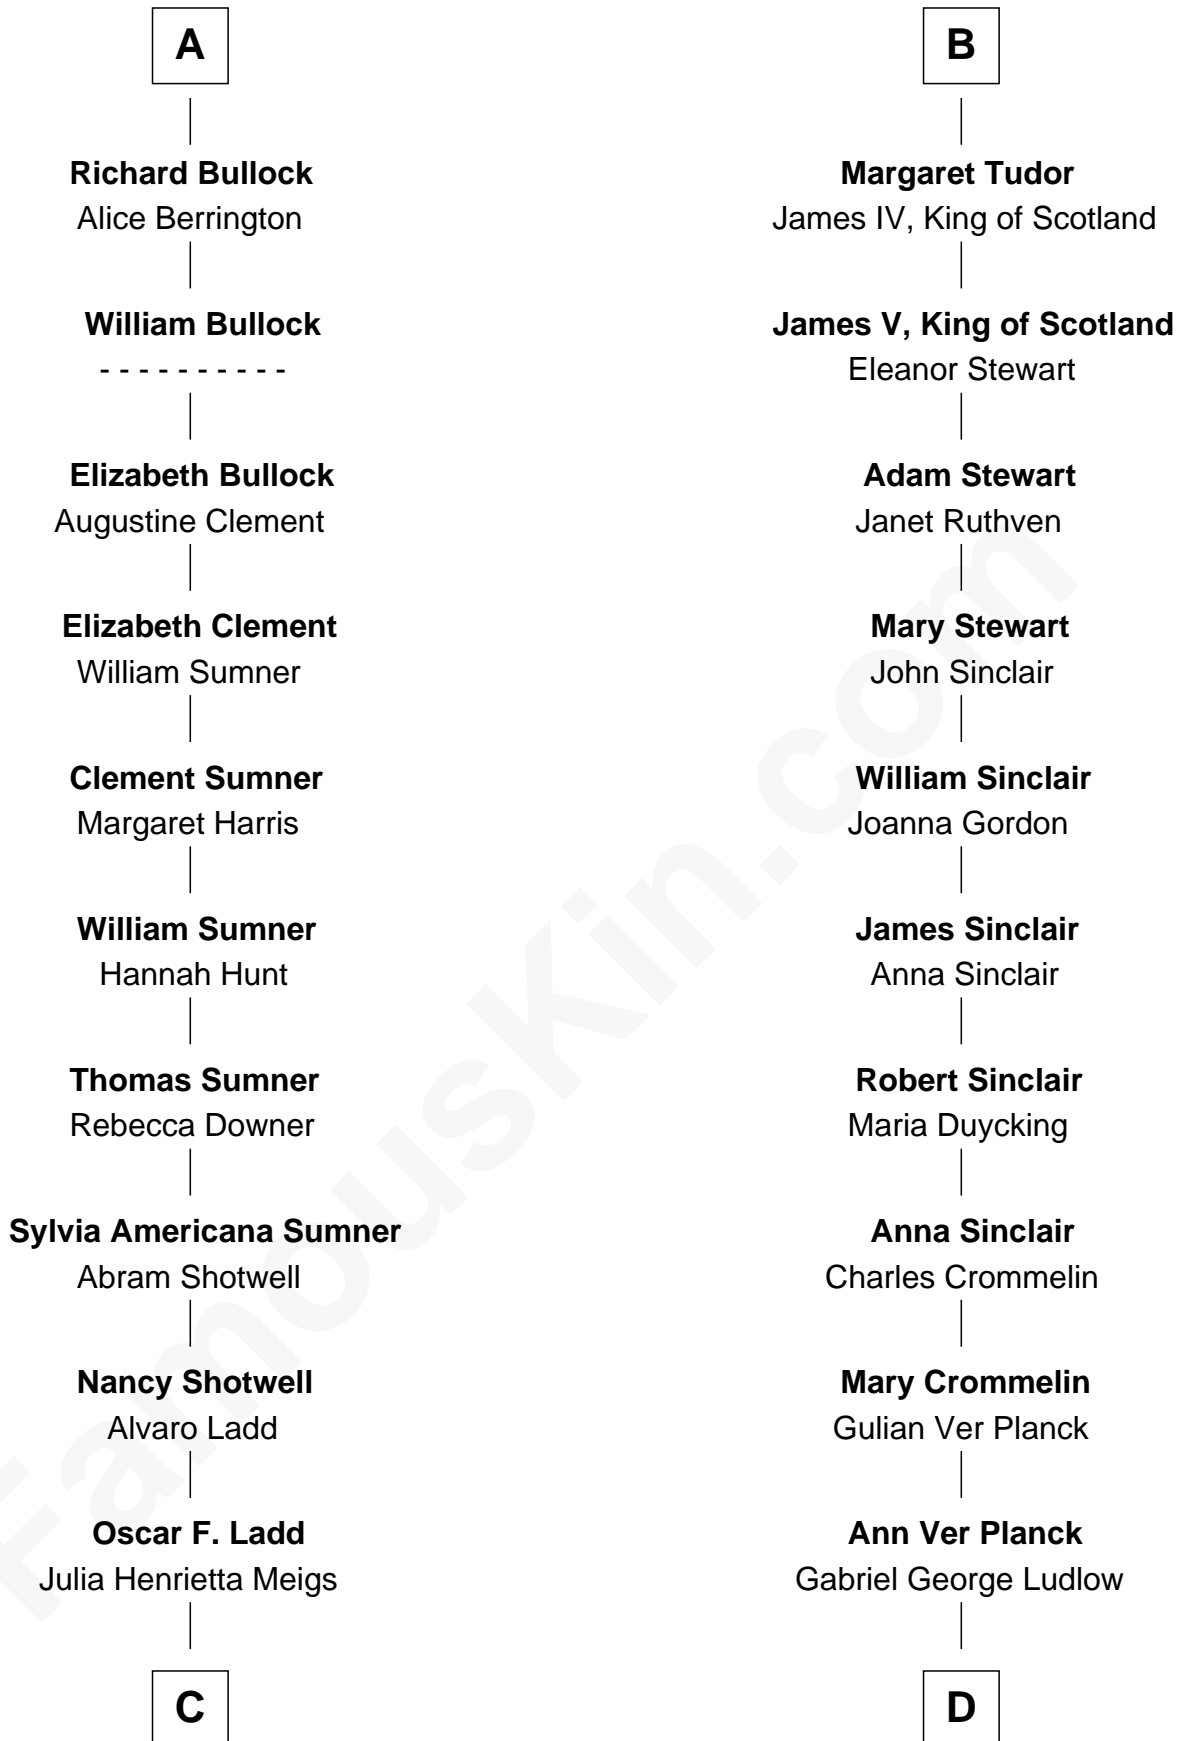 A
Richard Bullock
Alice Berrington
William Bullock
- - - - - - - - - -
Elizabeth Bullock
Augustine Clement
Elizabeth Clement
William Sumner
Clement Sumner
Margaret Harris
William Sumner
Hannah Hunt
Thomas Sumner
Rebecca Downer
Sylvia Americana Sumner
Abram Shotwell
Nancy Shotwell
Alvaro Ladd
Oscar F. Ladd
Julia Henrietta Meigs
C
B
Margaret Tudor
James IV, King of Scotland
James V, King of Scotland
Eleanor Stewart
Adam Stewart
Janet Ruthven
Mary Stewart
John Sinclair
William Sinclair
Joanna Gordon
James Sinclair
Anna Sinclair
Robert Sinclair
Maria Duycking
Anna Sinclair
Charles Crommelin
Mary Crommelin
Gulian Ver Planck
Ann Ver Planck
Gabriel George Ludlow
D
FamousKin.com